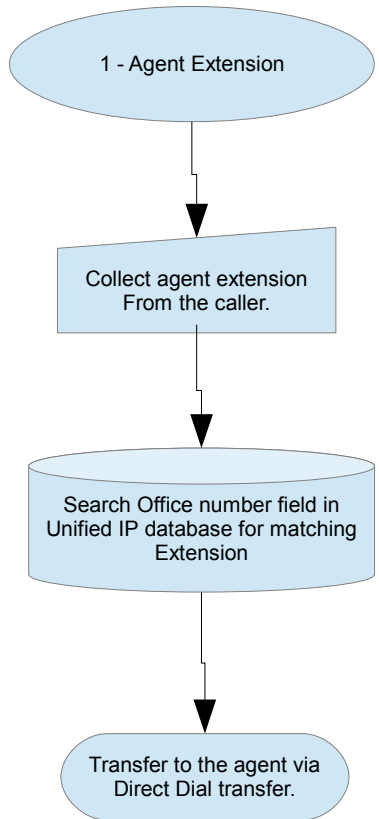 1 - Agent Extension
Collect agent extension
From the caller.
Search Office number field in
Unified IP database for matching
Extension
Transfer to the agent via
Direct Dial transfer.